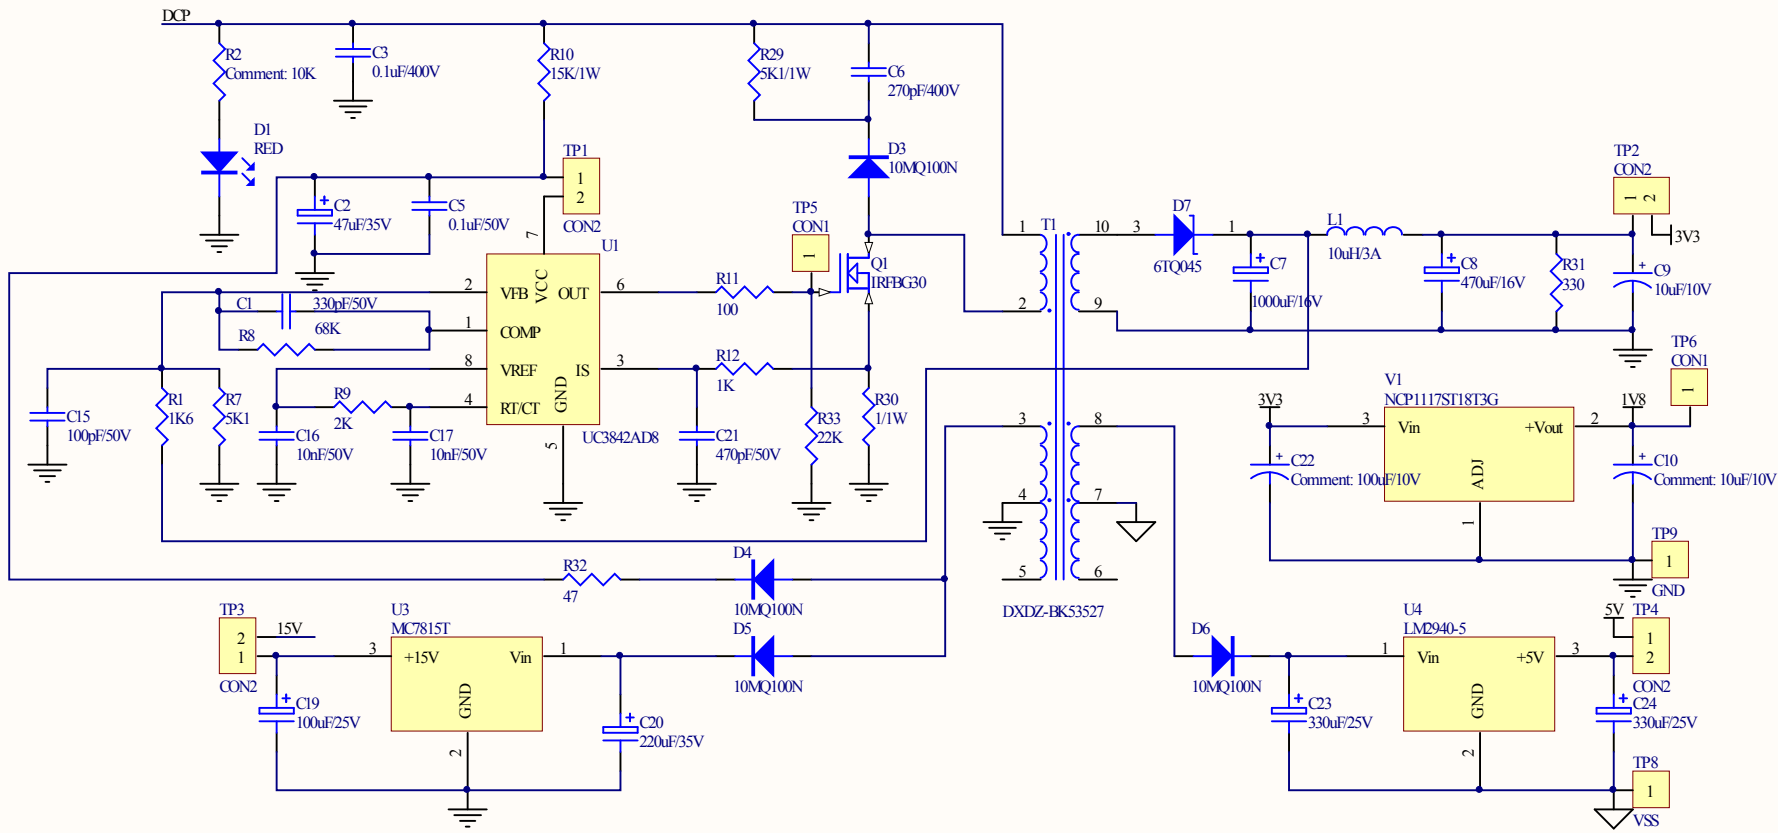 DCP
R2
Comment: 10K
C3
0.1uF/400V
R10
15K/1W
R29
5K1/1W
C6
270pF/400V
D1
RED
D3
10MQ100N
TP1
1
2
CON2
C2
47uF/35V
C5
0.1uF/50V
7
U1
TP5
CON1
1
Q1
IRFBG30
VCC
2
VFB
OUT
6
R11
100
C1
330pF/50V
1
COMP
R8
68K
8
VREF
IS
3
R12
1K
4
RT/CT
GND
5
UC3842AD8
C15
100pF/50V
R1
1K6
R7
5K1
R9
2K
C16
10nF/50V
C17
10nF/50V
C21
470pF/50V
R33
22K
R30
1/1W
T1
1
2
3
4
5
10
9
8
7
6
DXDZ-BK53527
3
D7
1
6TQ045
C7
1000uF/16V
L1
10uH/3A
C8
470uF/16V
R31
330
C9
10uF/10V
TP2
CON2
1
2
3V3
TP6
CON1
1
V1
NCP1117ST18T3G
3V3
3
Vin
+Vout
2
1V8
ADJ
1
C22
Comment: 100uF/10V
C10
Comment: 10uF/10V
TP9
1
GND
R32
47
D4
10MQ100N
D5
10MQ100N
TP3
2
1
CON2
15V
U3
MC7815T
3
+15V
Vin
1
GND
2
C19
100uF/25V
C20
220uF/35V
D6
10MQ100N
U4
LM2940-5
1
Vin
+5V
3
GND
2
5V
TP4
1
2
CON2
C23
330uF/25V
C24
330uF/25V
TP8
1
VSS